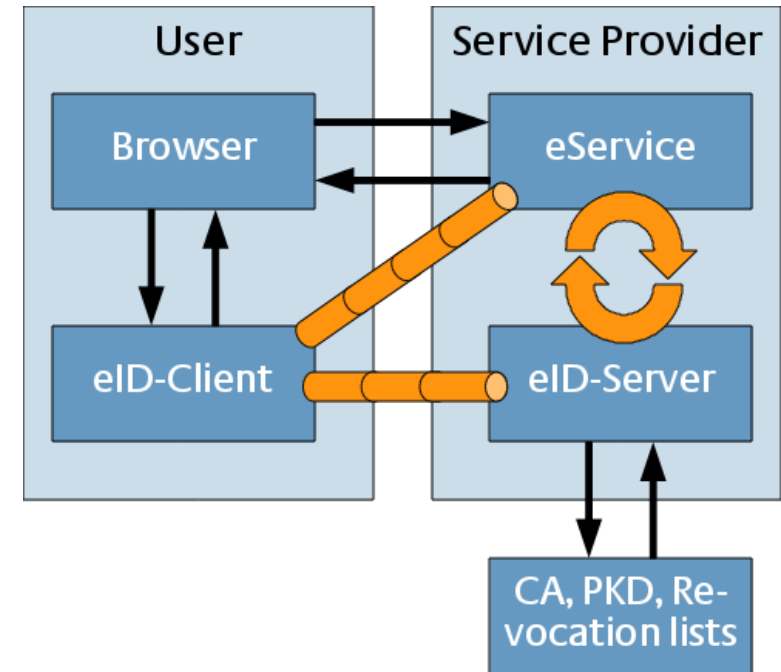 User
Service Provider
Browser
eService
eID-Client
eID-Server
CA, PKD, Re-
vocation lists